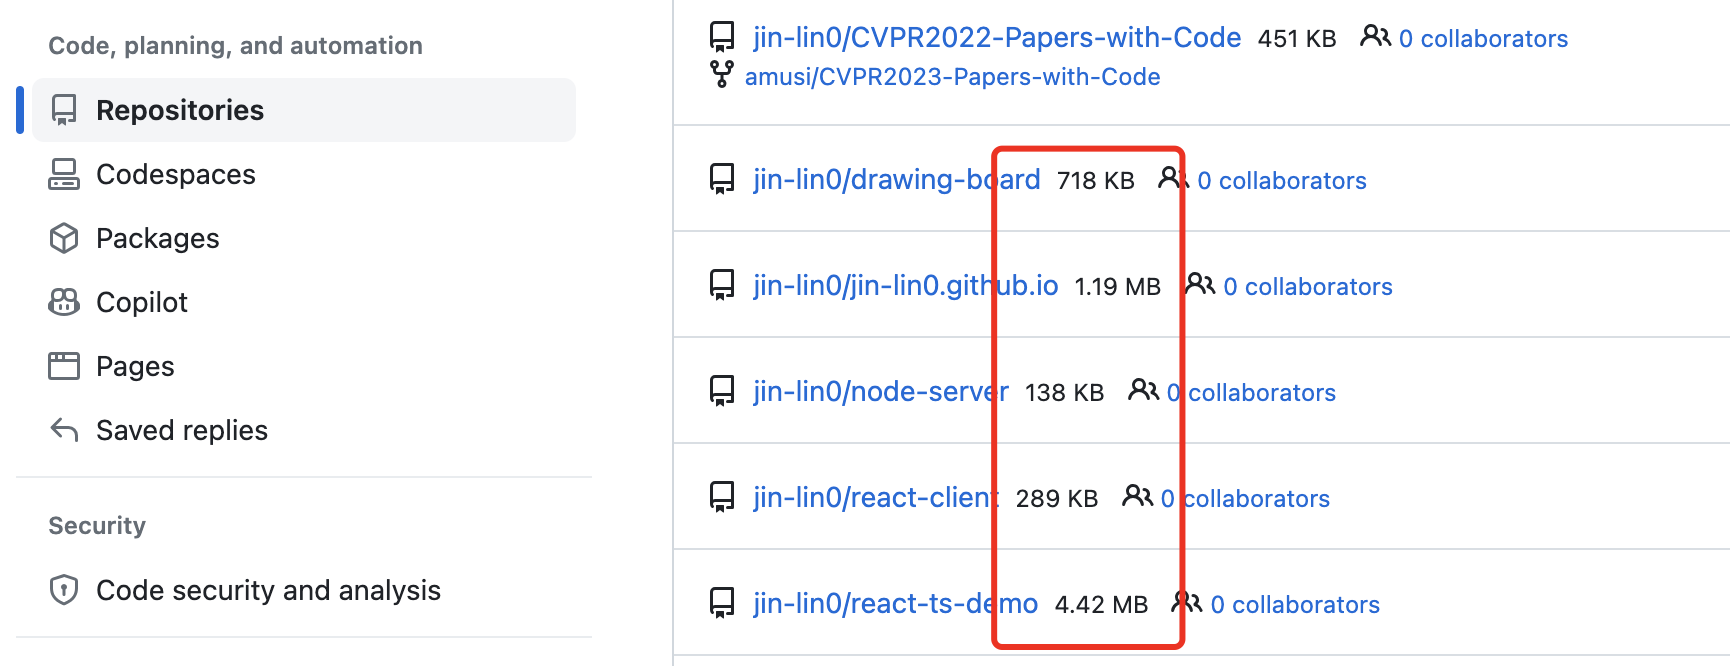 Code, planning, and automation
Repositories
Codespaces
Packages
Copilot
Pages
Saved replies
Security
Code security and analysis
jin-lin0/CVPR2022-Papers-with-Code 451 KB 0 collaborators
amusi/CVPR2023-Papers-with-Code
jin-lin0/drawing-board 718 KB 0 collaborators
jin-lin0/jin-lin0.github.io 1.19 MB 0 collaborators
jin-lin0/node-server 138 KB 0 collaborators
jin-lin0/react-client 289 KB 0 collaborators
jin-lin0/react-ts-demo 4.42 MB 0 collaborators